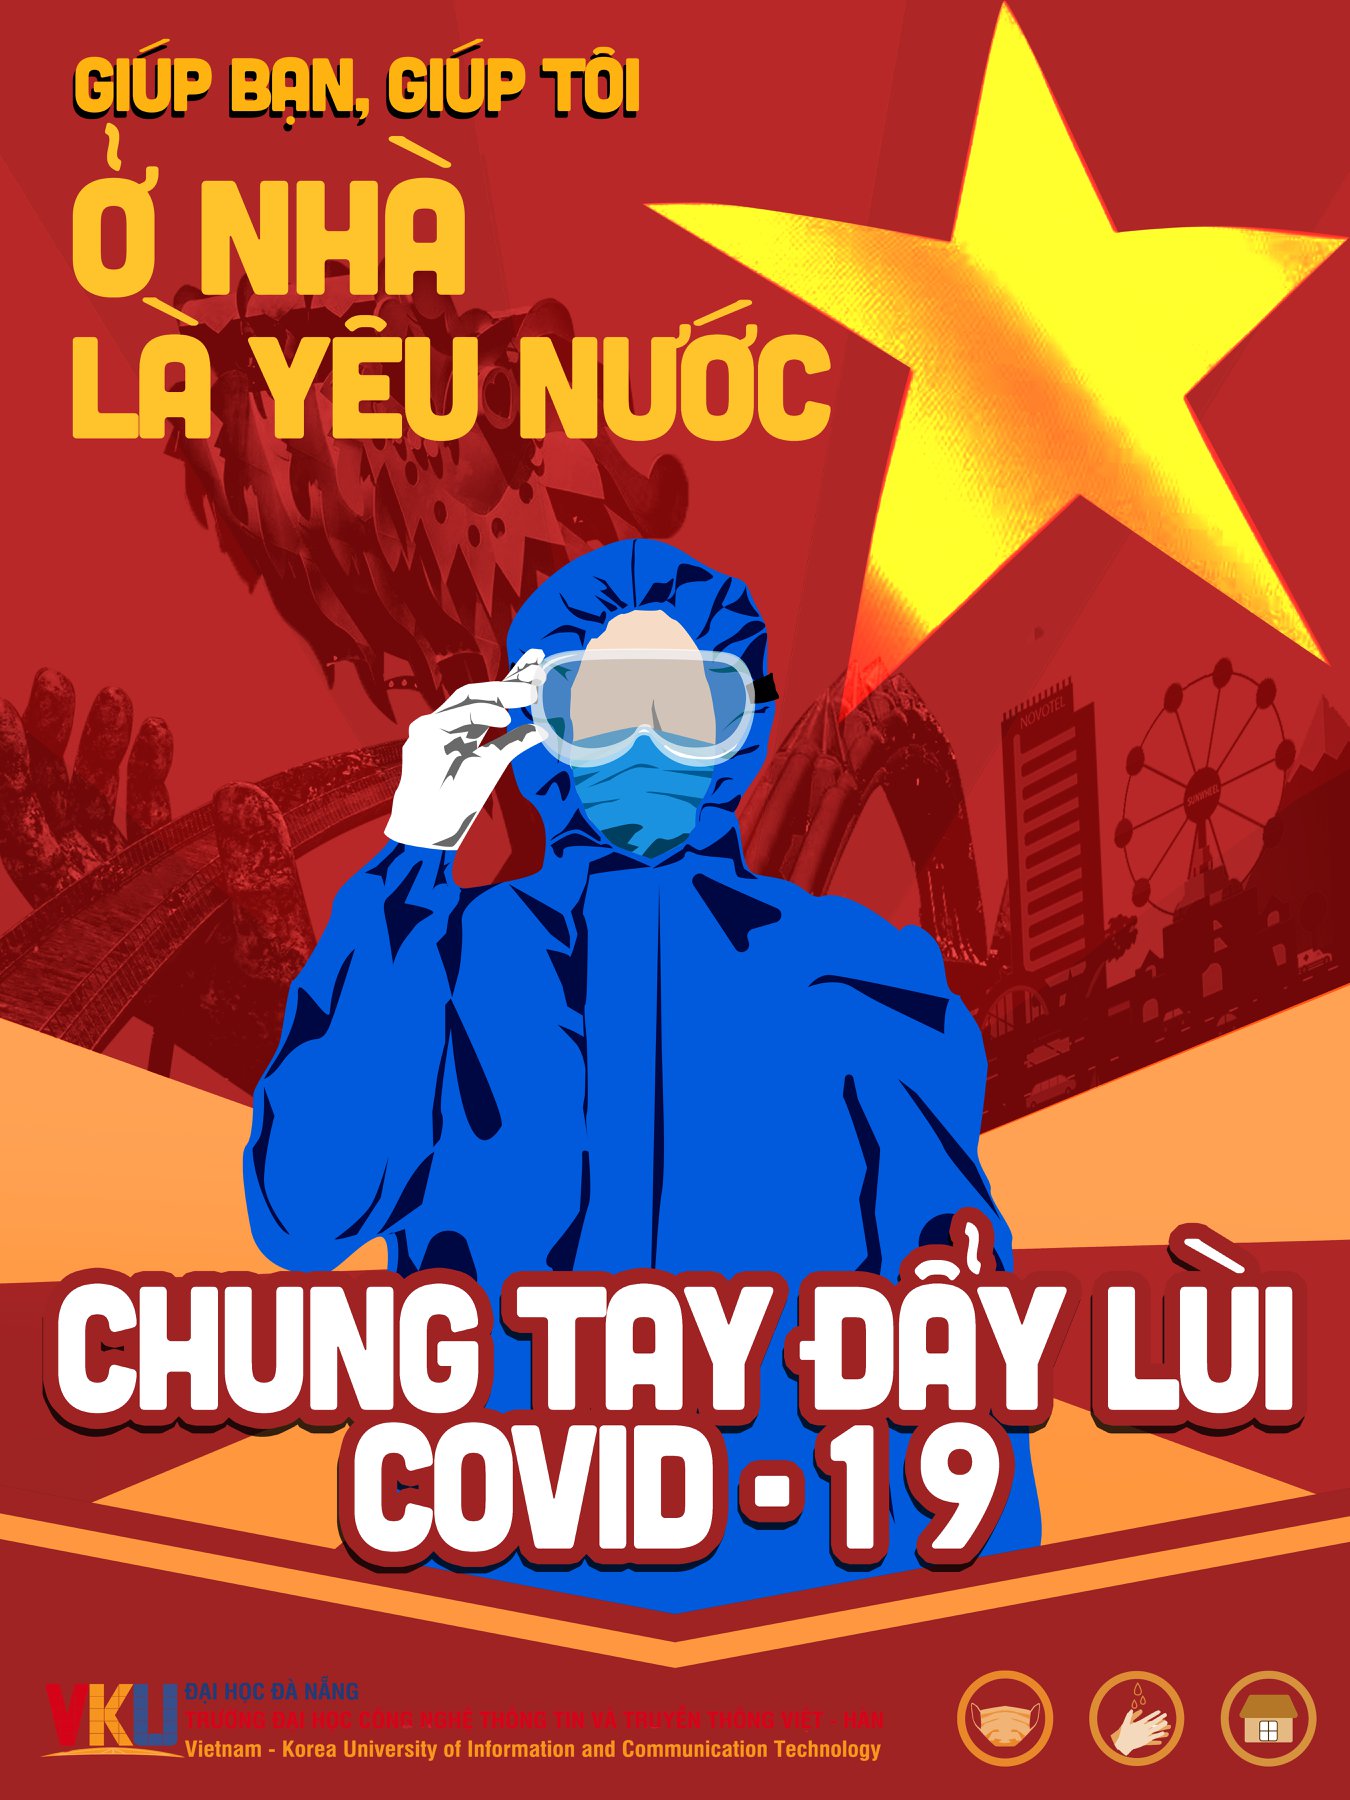 GIÚP BẠN, GIÚP TÔI
Ở NHÀ
LÀ YÊU NƯỚC
NOVOTEL
SUNWHEEL
CHUNG TAY ĐẨY LÙI
COVID - 19
VKU
ĐẠI HỌC ĐÀ NẴNG
TRƯỜNG ĐẠI HỌC CÔNG NGHỆ THÔNG TIN VÀ TRUYỀN THÔNG VIỆT - HÀN
Vietnam - Korea University of Information and Communication Technology